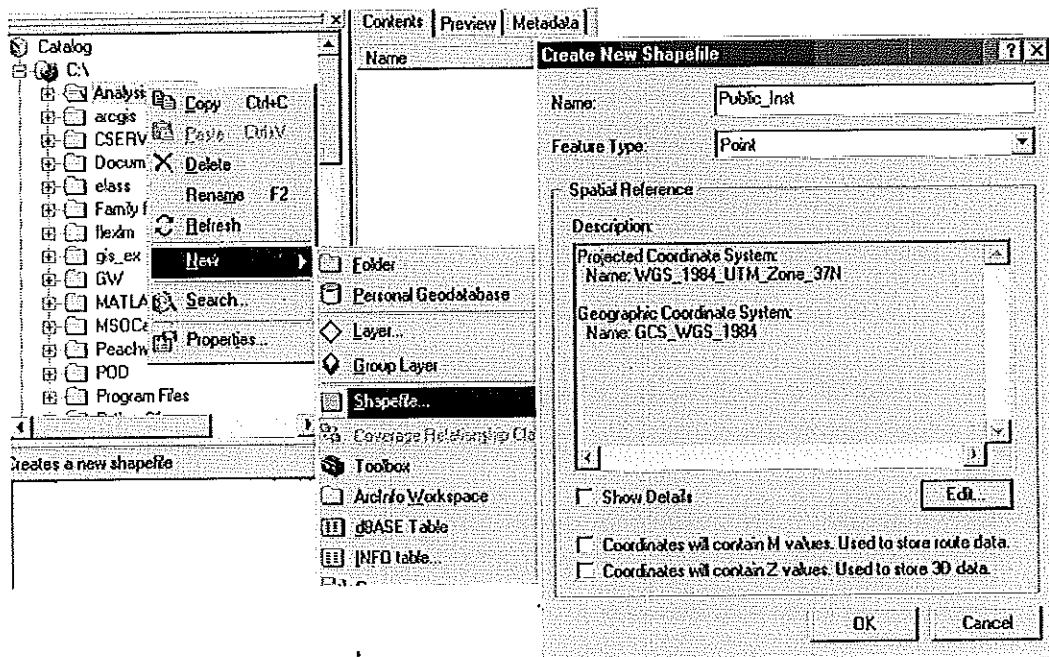 Contents Preview Metadata
Name
Catalog
C:\
Analysi
arcgis
CSERV
Docum
elass
Family f
flexlm
gis_ex
GW
MATLA
MSOCa
Peachw
POD
Program Files
Creates a new shapefile
Copy Ctrl+C
Paste Ctrl+V
Delete
Rename F2
Refresh
New
Search...
Properties...
Folder
Personal Geodatabase
Layer...
Group Layer
Shapefile...
Coverage Relationship Cla
Toolbox
ArcInfo Workspace
dBASE Table
INFO table...
Create New Shapefile
Name: Public_Inst
Feature Type: Point
Spatial Reference
Description:
Projected Coordinate System:
Name: WGS_1984_UTM_Zone_37N
Geographic Coordinate System:
Name: GCS_WGS_1984
Show Details
Edit...
Coordinates will contain M values. Used to store route data.
Coordinates will contain Z values. Used to store 3D data.
OK Cancel